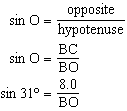 sin O = opposite / hypotenuse
sin O = BC / BO
sin 31° = 8.0 / BO